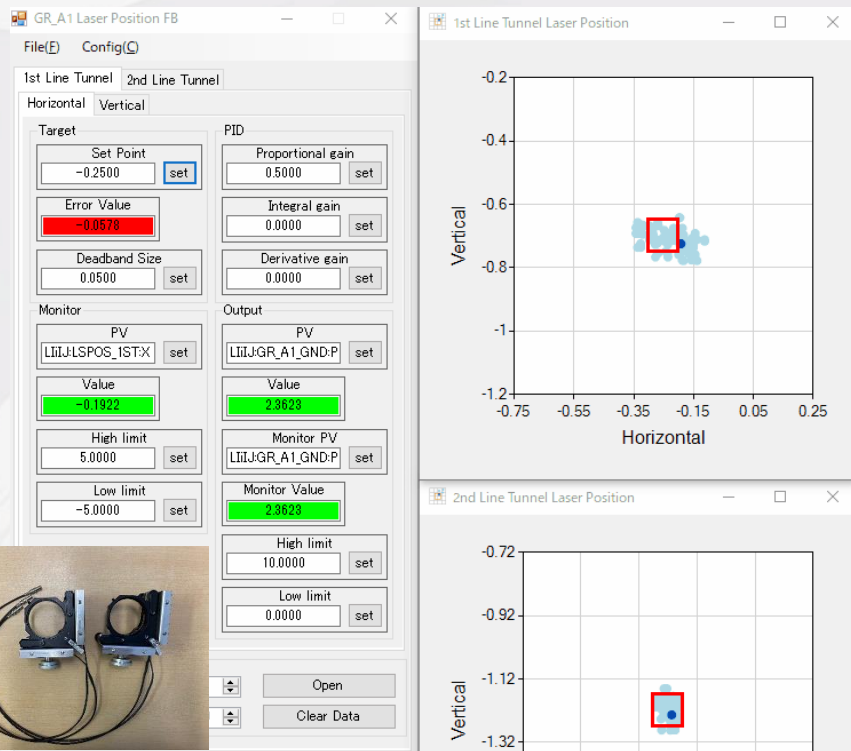 GR_A1 Laser Position FB
File(F) Config(C)
1st Line Tunnel 2nd Line Tunnel
Horizontal Vertical
Target
Set Point
-0.2500 set
Error Value
-0.0578
Deadband Size
0.0500 set
Monitor
PV
LIiIJ:LSPOS_1ST:X set
Value
-0.1922
High limit
5.0000 set
Low limit
-5.0000 set
PID
Proportional gain
0.5000 set
Integral gain
0.0000 set
Derivative gain
0.0000 set
Output
PV
LIiIJ:GR_A1_GND:P set
Value
2.3623
Monitor PV
LIiIJ:GR_A1_GND:P set
Monitor Value
2.3623
High limit
10.0000 set
Low limit
0.0000 set
Open
Clear Data
1st Line Tunnel Laser Position
-0.2
-0.4
-0.6
-0.8
-1
-1.2
Vertical
-0.75 -0.55 -0.35 -0.15 0.05 0.25
Horizontal
2nd Line Tunnel Laser Position
-0.72
-0.92
-1.12
-1.32
Vertical